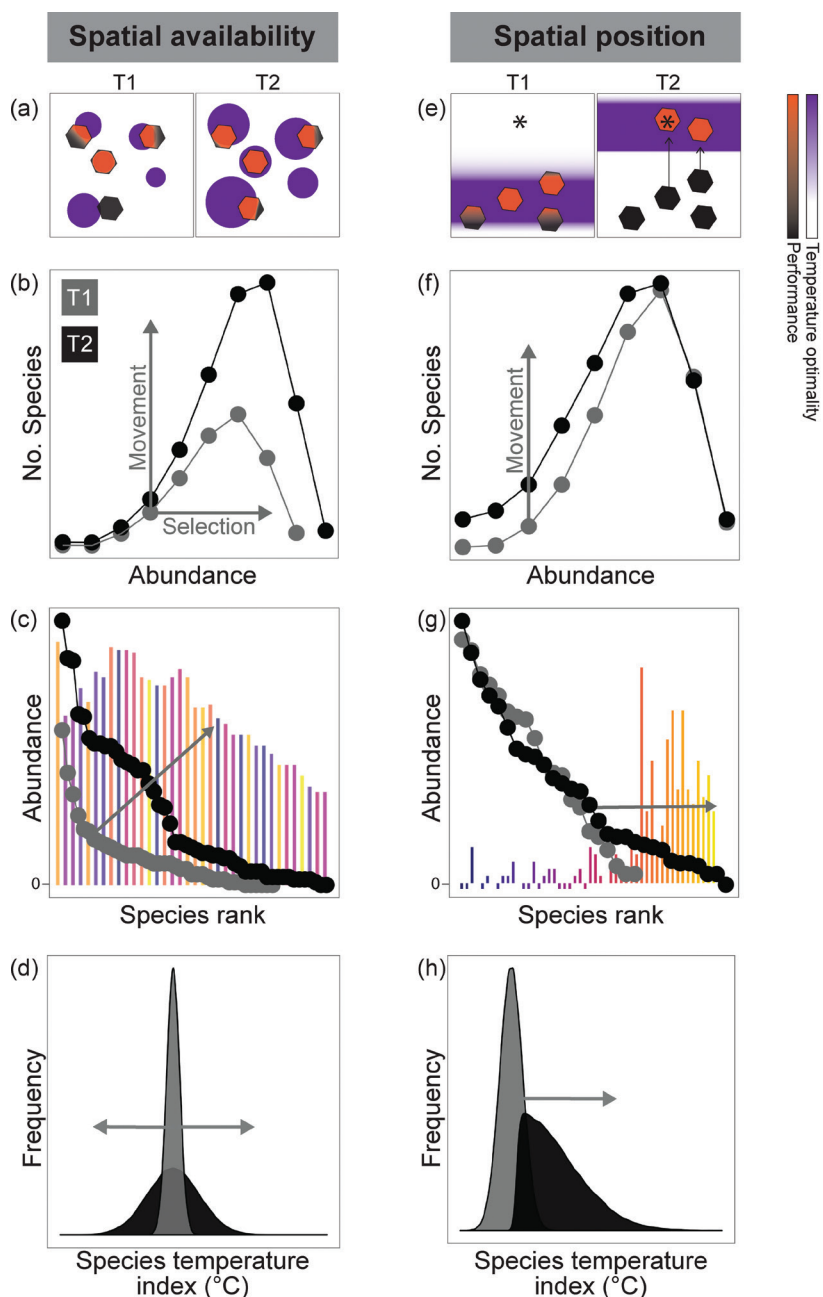 Spatial availability
T1
T2
(a)
(b)
T1
T2
Movement
Selection
No. Species
Abundance
(c)
Abundance
0
Species rank
(d)
Frequency
Species temperature
index (°C)
Spatial position
T1
T2
(e)
*
*
Performance
Temperature optimality
(f)
Movement
No. Species
Abundance
(g)
Abundance
0
Species rank
(h)
Frequency
Species temperature
index (°C)